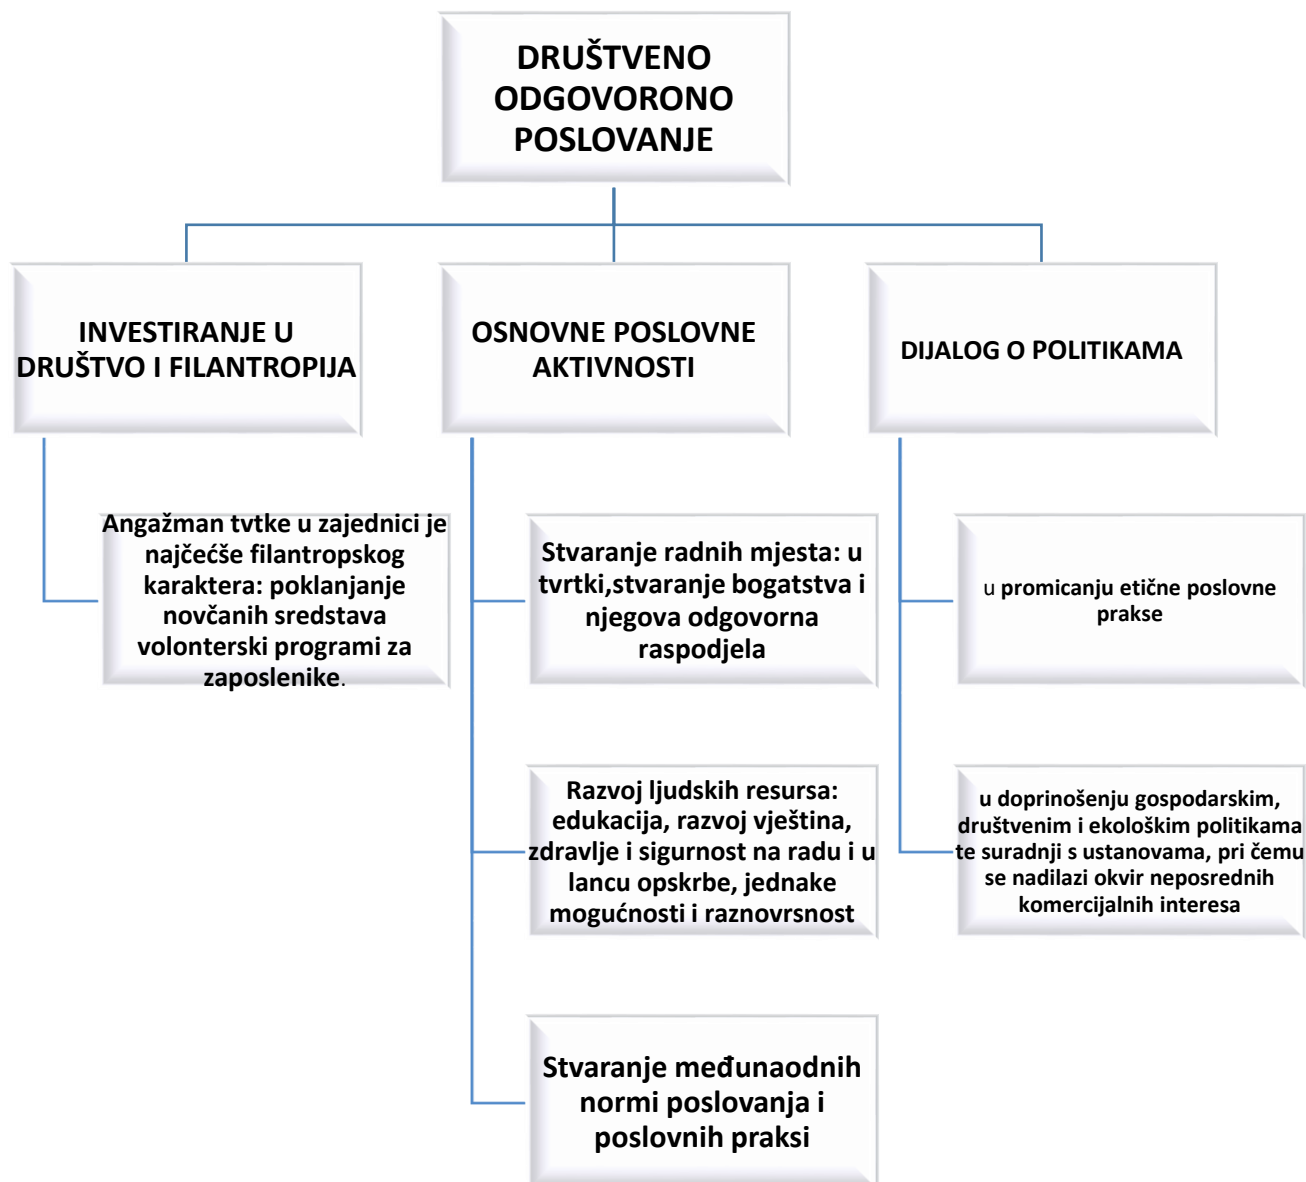 DRUŠTVENO
ODGOVORONO
POSLOVANJE
INVESTIRANJE U
DRUŠTVO I FILANTROPIJA
OSNOVNE POSLOVNE
AKTIVNOSTI
DIJALOG O POLITIKAMA
Angažman tvtke u zajednici je
najčećše filantropskog
karaktera: poklanjanje
novčanih sredstava
volonterski programi za
zaposlenike.
Stvaranje radnih mjesta: u
tvrtki,stvaranje bogatstva i
njegova odgovorna
raspodjela
Razvoj ljudskih resursa:
edukacija, razvoj vještina,
zdravlje i sigurnost na radu i u
lancu opskrbe, jednake
mogućnosti i raznovrsnost
Stvaranje međunaodnih
normi poslovanja i
poslovnih praksi
u promicanju etične poslovne
prakse
u doprinošenju gospodarskim,
društvenim i ekološkim politikama
te suradnji s ustanovama, pri čemu
se nadilazi okvir neposrednih
komercijalnih interesa